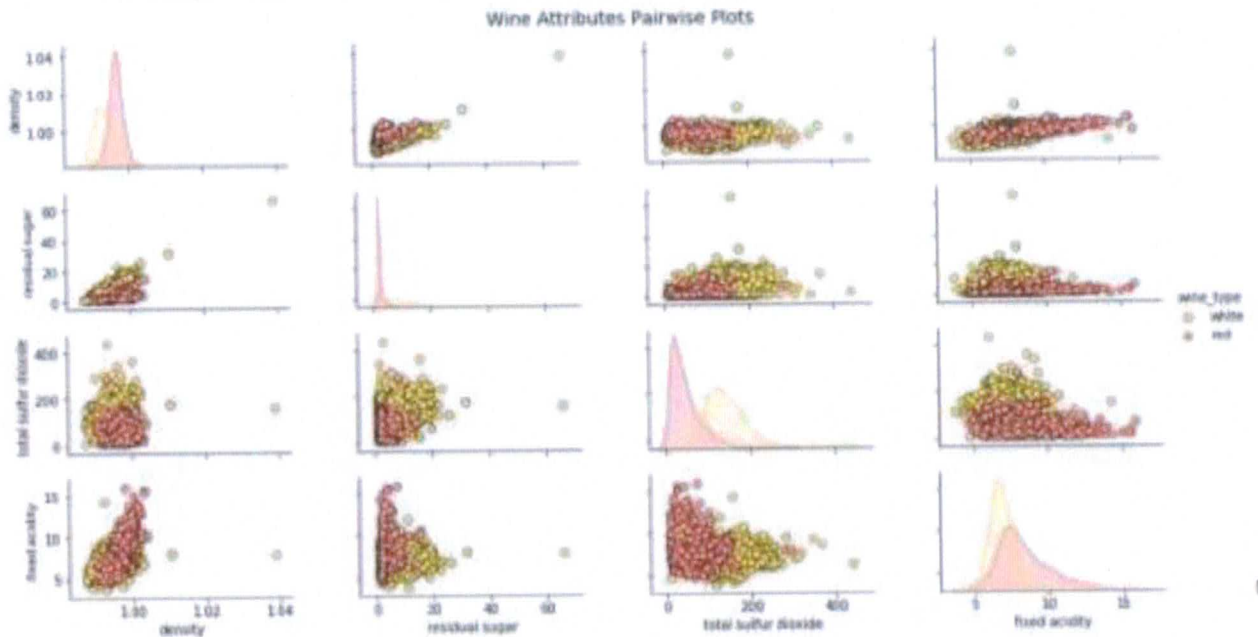 Wine Attributes Pairwise Plots
density
1.04
1.02
1.00
residual sugar
60
40
20
0
wine_type
white
red
total sulfur dioxide
400
200
0
fixed acidity
15
10
5
1.00
1.02
1.04
0
20
40
60
0
200
400
5
10
15
density
residual sugar
total sulfur dioxide
fixed acidity